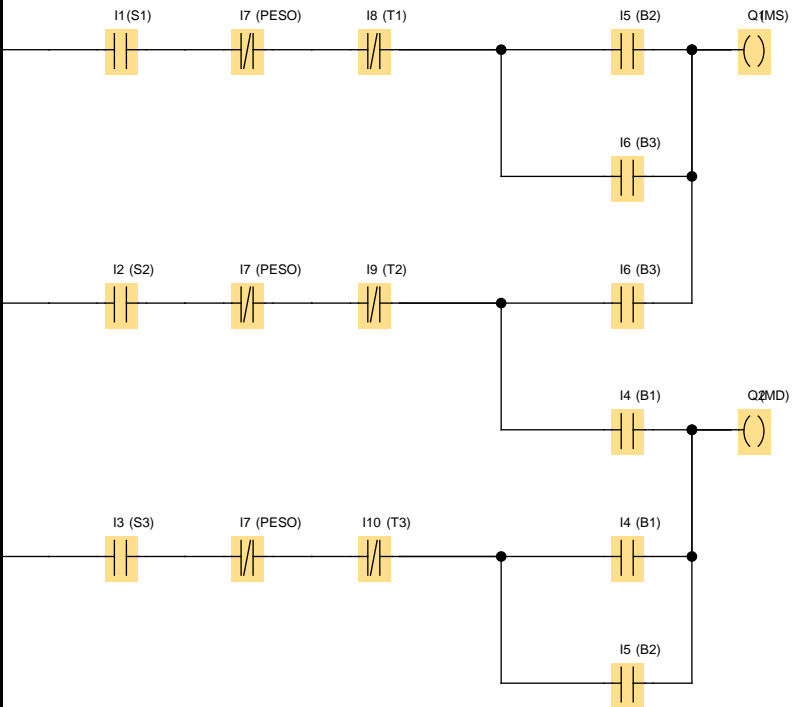 I1(S1) I7 (PESO) I8 (T1) I5 (B2) Q1(MS)
I6 (B3)
I2 (S2) I7 (PESO) I9 (T2) I6 (B3)
I4 (B1) Q2(MD)
I3 (S3) I7 (PESO) I10 (T3) I4 (B1)
I5 (B2)